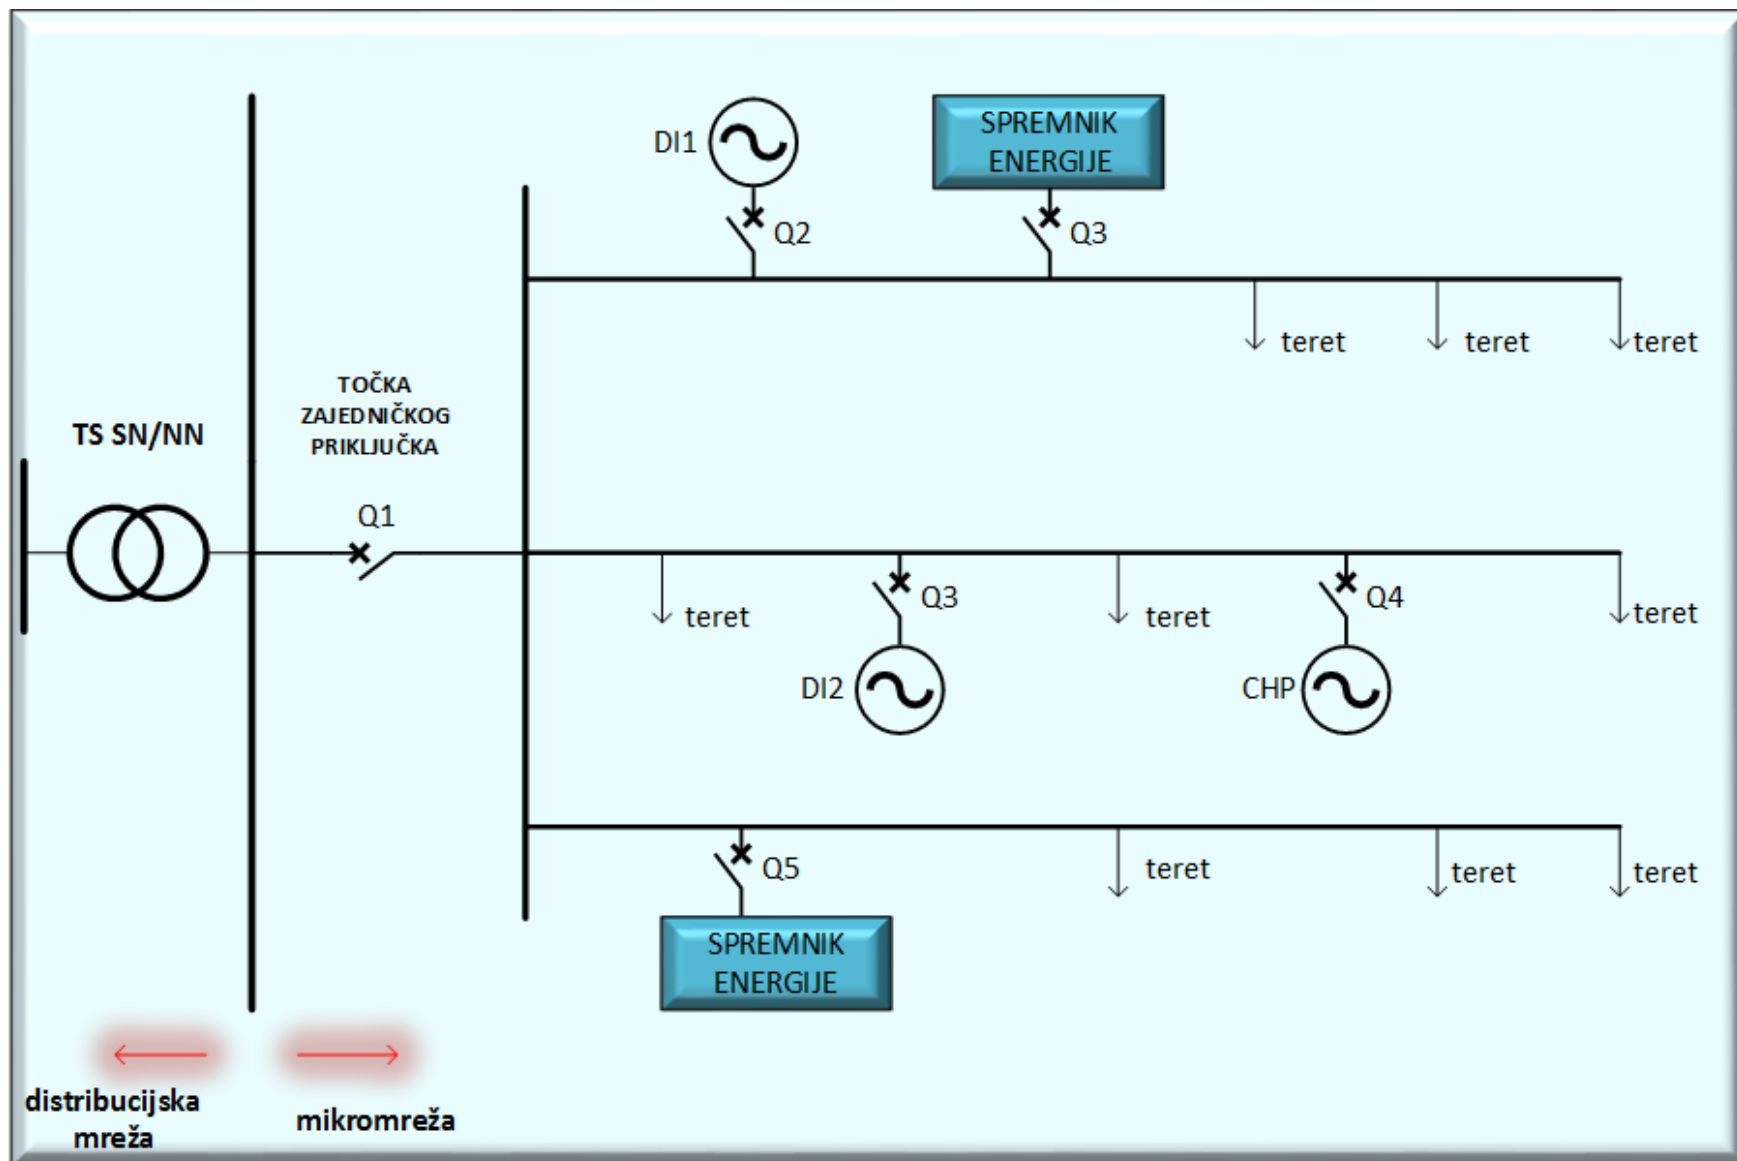 DI1
SPREMNIK
ENERGIJE
Q2
Q3
teret
teret
teret
TOČKA
ZAJEDNIČKOG
PRIKLJUČKA
TS SN/NN
Q1
teret
Q3
teret
Q4
teret
DI2
CHP
Q5
teret
teret
teret
SPREMNIK
ENERGIJE
distribucijska
mreža
mikromreža